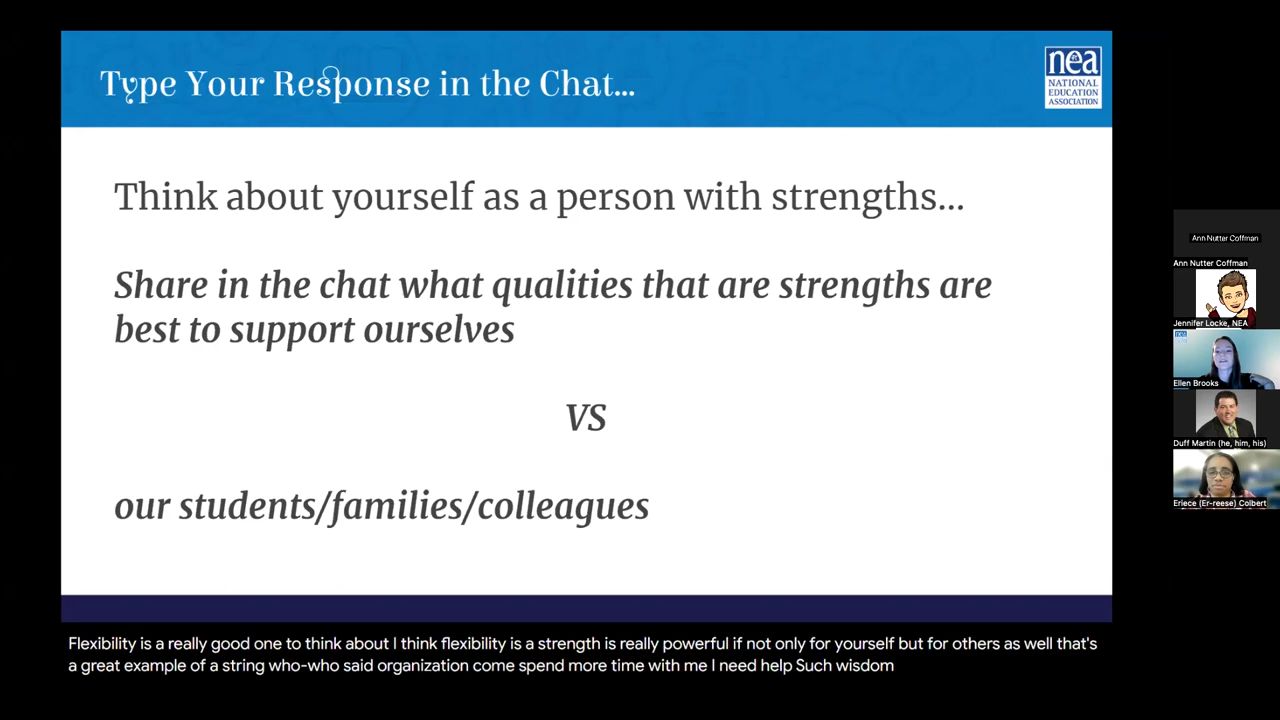 Type Your Response in the Chat...
nea
NATIONAL
EDUCATION
ASSOCIATION
Think about yourself as a person with strengths...
Share in the chat what qualities that are strengths are
best to support ourselves
VS
our students/families/colleagues
Ann Nutter Coffman
Ann Nutter Coffman
Jennifer Locke, NEA
nea
Ellen Brooks
Duff Martin (he, him, his)
Eriece (Er-reese) Colbert
Flexibility is a really good one to think about I think flexibility is a strength is really powerful if not only for yourself but for others as well that's
a great example of a string who-who said organization come spend more time with me I need help Such wisdom